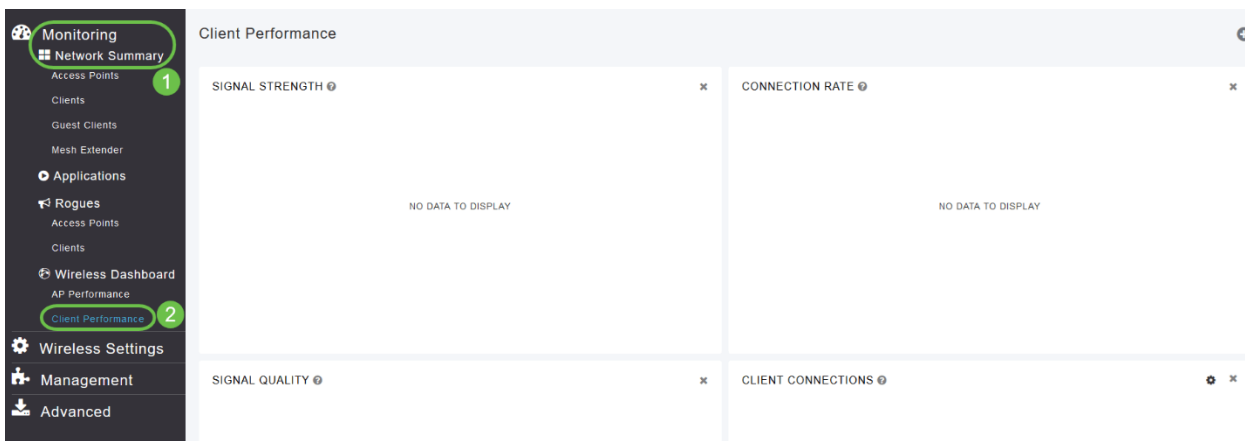 Monitoring
Network Summary
1
Access Points
Clients
Guest Clients
Mesh Extender
Applications
Rogues
Access Points
Clients
Wireless Dashboard
AP Performance
Client Performance
2
Wireless Settings
Management
Advanced
Client Performance
SIGNAL STRENGTH
NO DATA TO DISPLAY
CONNECTION RATE
NO DATA TO DISPLAY
SIGNAL QUALITY
CLIENT CONNECTIONS